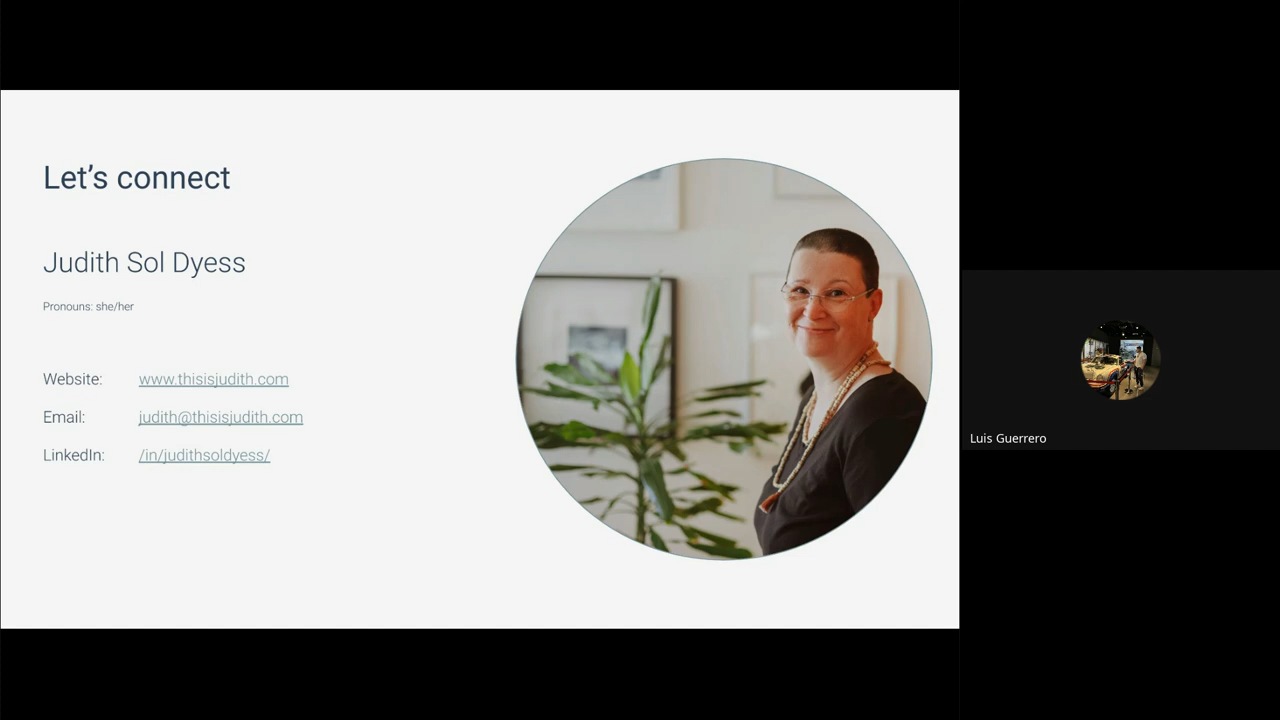 Let’s connect
Judith Sol Dyess
Pronouns: she/her
Website: www.thisisjudith.com
Email: judith@thisisjudith.com
LinkedIn: /in/judithsoldyess/
Luis Guerrero